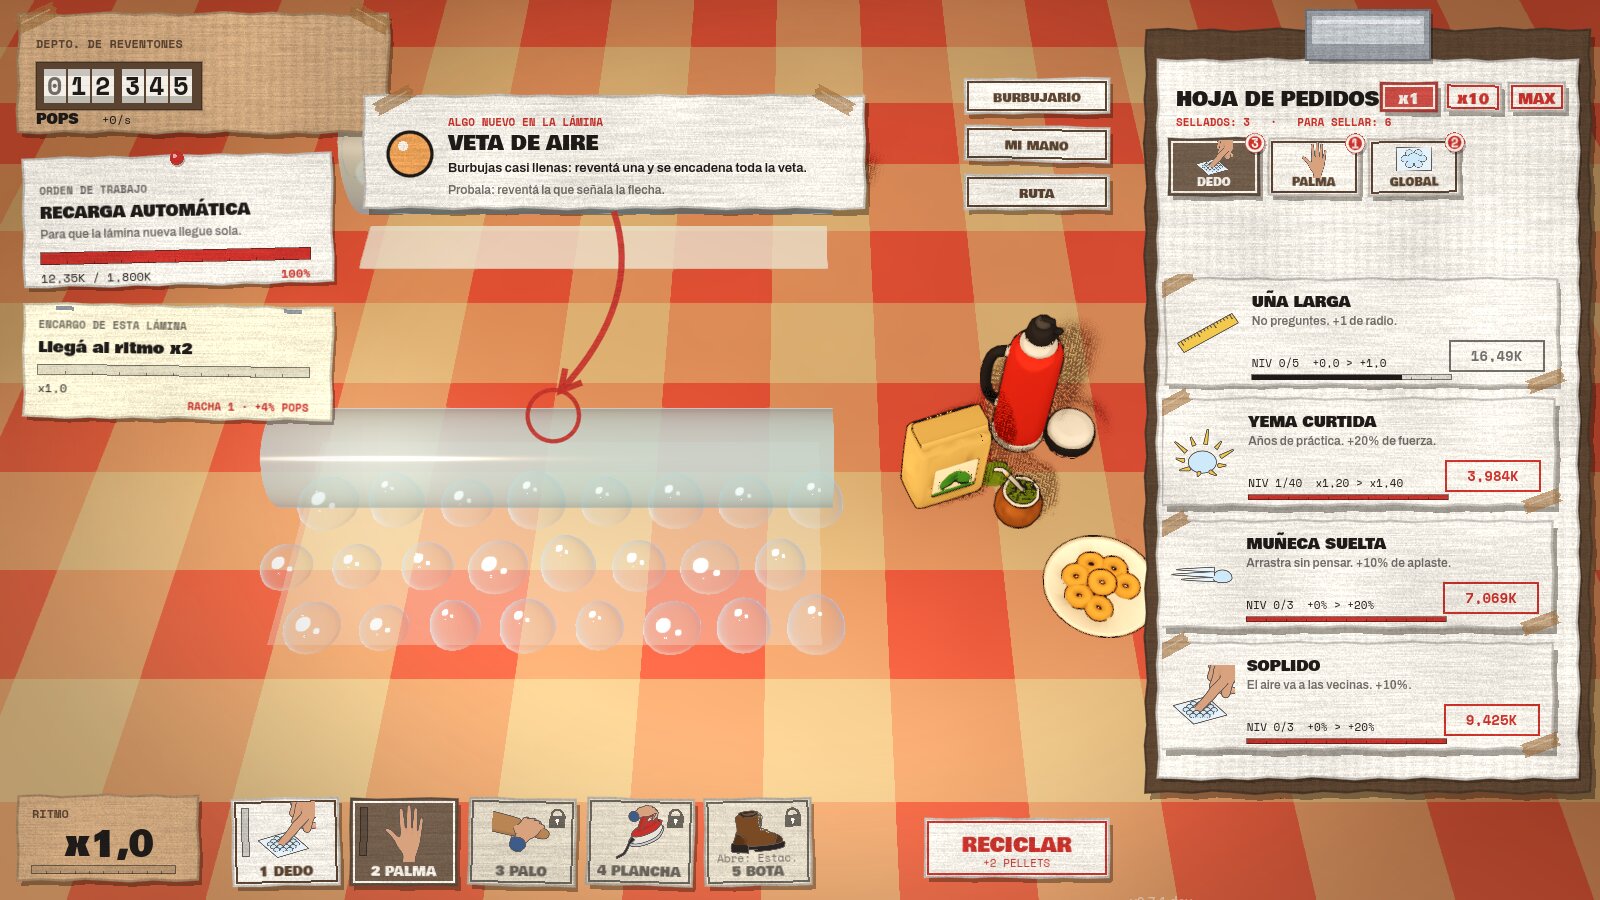 DEPTO. DE REVENTONES
012345
POPS +0/s
ORDEN DE TRABAJO
RECARGA AUTOMÁTICA
Para que la lámina nueva llegue sola.
12,35K / 1,800K 100%
ENCARGO DE ESTA LÁMINA
Llegá al ritmo x2
x1,0
RACHA 1 · +4% POPS
ALGO NUEVO EN LA LÁMINA
VETA DE AIRE
Burbujas casi llenas: reventá una y se encadena toda la veta.
Probala: reventá la que señala la flecha.
BURBUJARIO
MI MANO
RUTA
HOJA DE PEDIDOS x1 x10 MAX
SELLADOS: 3 · PARA SELLAR: 6
3 1 2
DEDO PALMA GLOBAL
UÑA LARGA
No preguntes. +1 de radio.
NIV 0/5 +0,0 > +1,0 16,49K
YEMA CURTIDA
Años de práctica. +20% de fuerza.
NIV 1/40 x1,20 > x1,40 3,984K
MUÑECA SUELTA
Arrastra sin pensar. +10% de aplaste.
NIV 0/3 +0% > +20% 7,069K
SOPLIDO
El aire va a las vecinas. +10%.
NIV 0/3 +0% > +20% 9,425K
RITMO
x1,0
1 DEDO
2 PALMA
3 PALO
4 PLANCHA
Abre: Estac.
5 BOTA
RECICLAR
+2 PELLETS